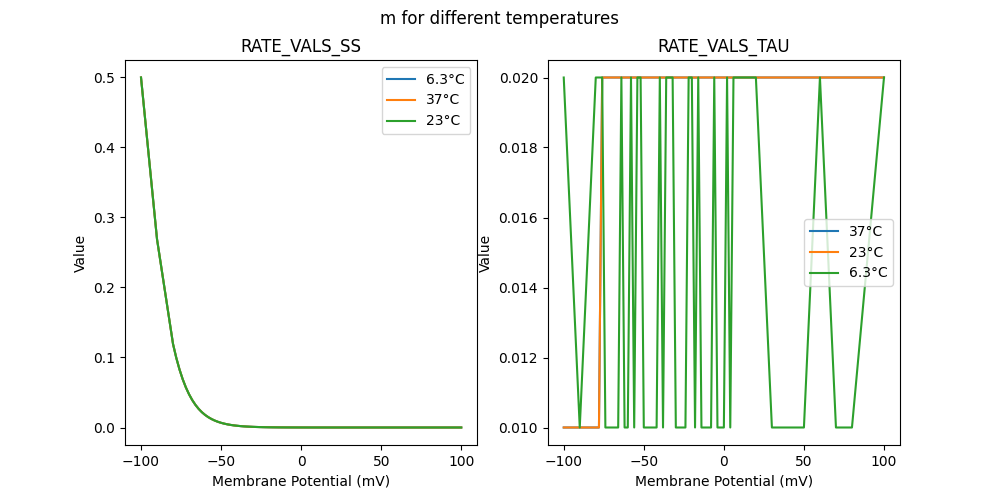 m for different temperatures
RATE_VALS_SS
0.5
0.4
0.3
0.2
0.1
0.0
Value
−100
−50
0
50
100
Membrane Potential (mV)
6.3°C
37°C
23°C
RATE_VALS_TAU
0.020
0.018
0.016
0.014
0.012
0.010
Value
−100
−50
0
50
100
Membrane Potential (mV)
37°C
23°C
6.3°C